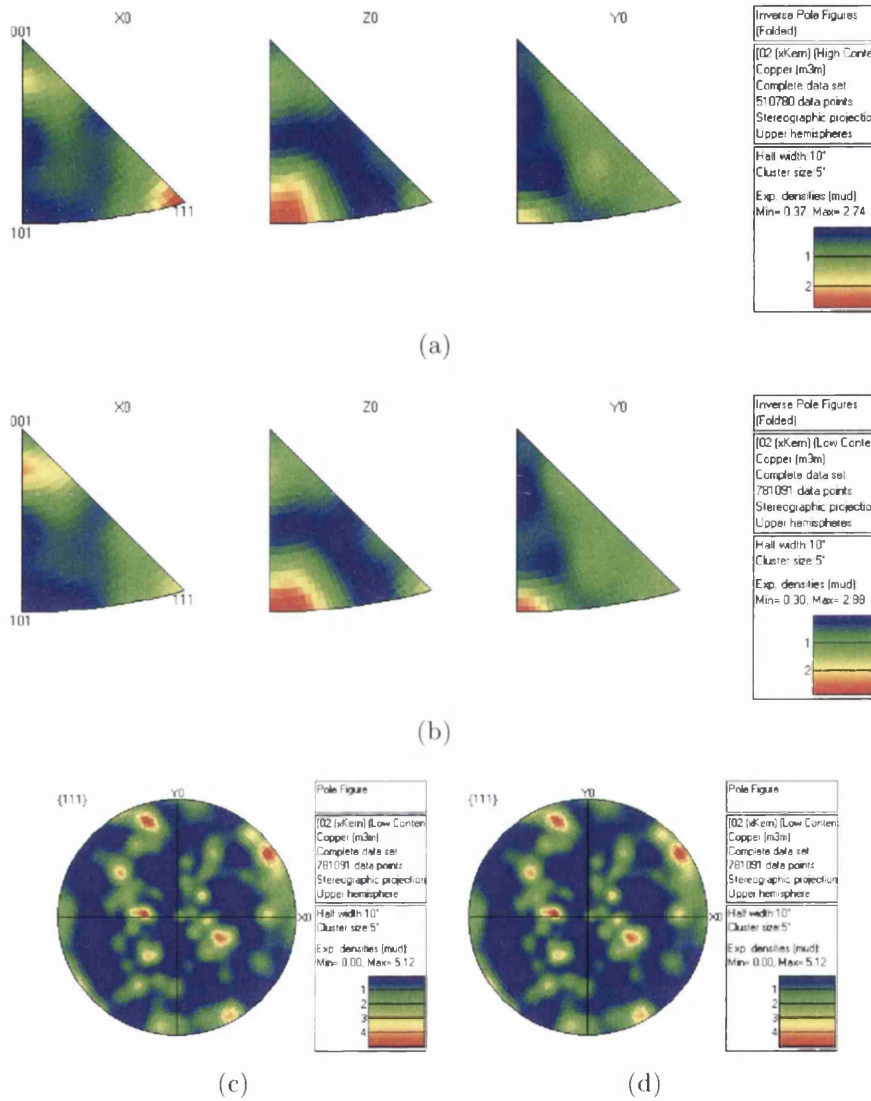 X0 Z0 Y0
001
111
101
Inverse Pole Figures
(Folded)
[02 (xKern) (High Conte
Copper (m3m)
Complete data set
510780 data points
Stereographic projectio
Upper hemispheres
Half width:10°
Cluster size:5°
Exp. densities (mud):
Min= 0.37, Max= 2.74
1
2
(a)
X0 Z0 Y0
001
111
101
Inverse Pole Figures
(Folded)
[02 (xKern) (Low Conte
Copper (m3m)
Complete data set
781091 data points
Stereographic projectio
Upper hemispheres
Half width:10°
Cluster size:5°
Exp. densities (mud):
Min= 0.30, Max= 2.98
1
2
(b)
{111}
Y0
X0
Pole Figure
[02 (xKern) (Low Conten
Copper (m3m)
Complete data set
781091 data points
Stereographic projection
Upper hemisphere
Half width:10°
Cluster size:5°
Exp. densities (mud):
Min= 0.00, Max= 5.12
1
2
3
4
(c)
{111}
Y0
X0
Pole Figure
[02 (xKern) (Low Conten
Copper (m3m)
Complete data set
781091 data points
Stereographic projection
Upper hemisphere
Half width:10°
Cluster size:5°
Exp. densities (mud):
Min= 0.00, Max= 5.12
1
2
3
4
(d)